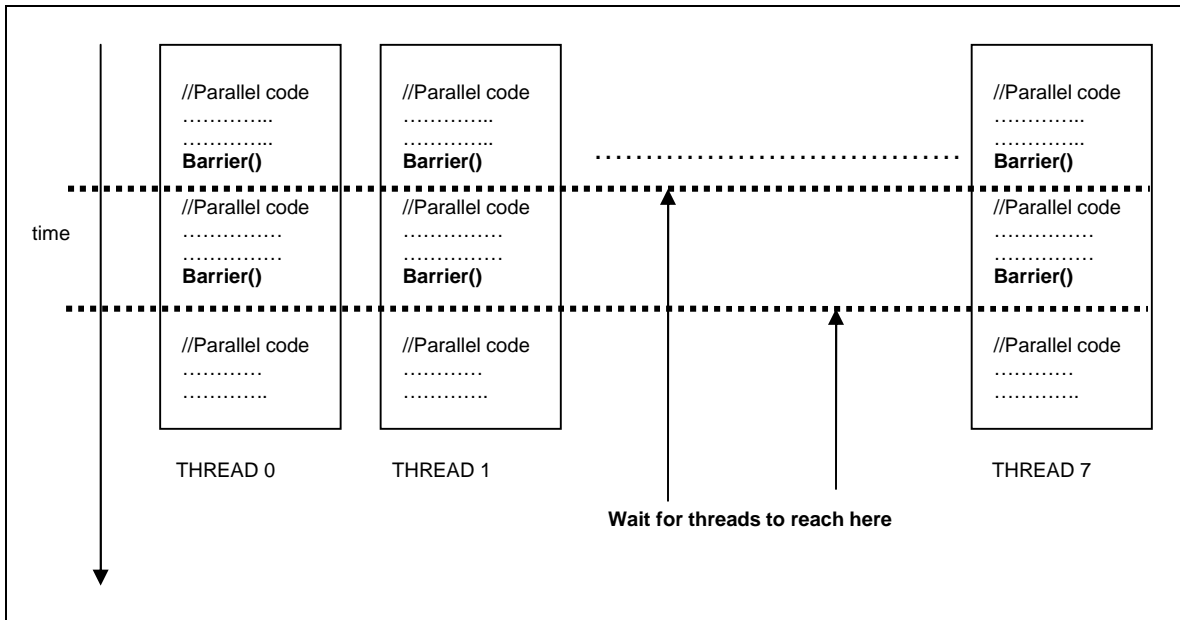 //Parallel code
…………..
…………..
Barrier()
//Parallel code
……………
……………
Barrier()
//Parallel code
…………
………….
THREAD 0
//Parallel code
…………..
…………..
Barrier()
//Parallel code
……………
……………
Barrier()
//Parallel code
…………
………….
THREAD 1
//Parallel code
…………..
…………..
Barrier()
//Parallel code
……………
……………
Barrier()
//Parallel code
…………
………….
THREAD 7
time
Wait for threads to reach here